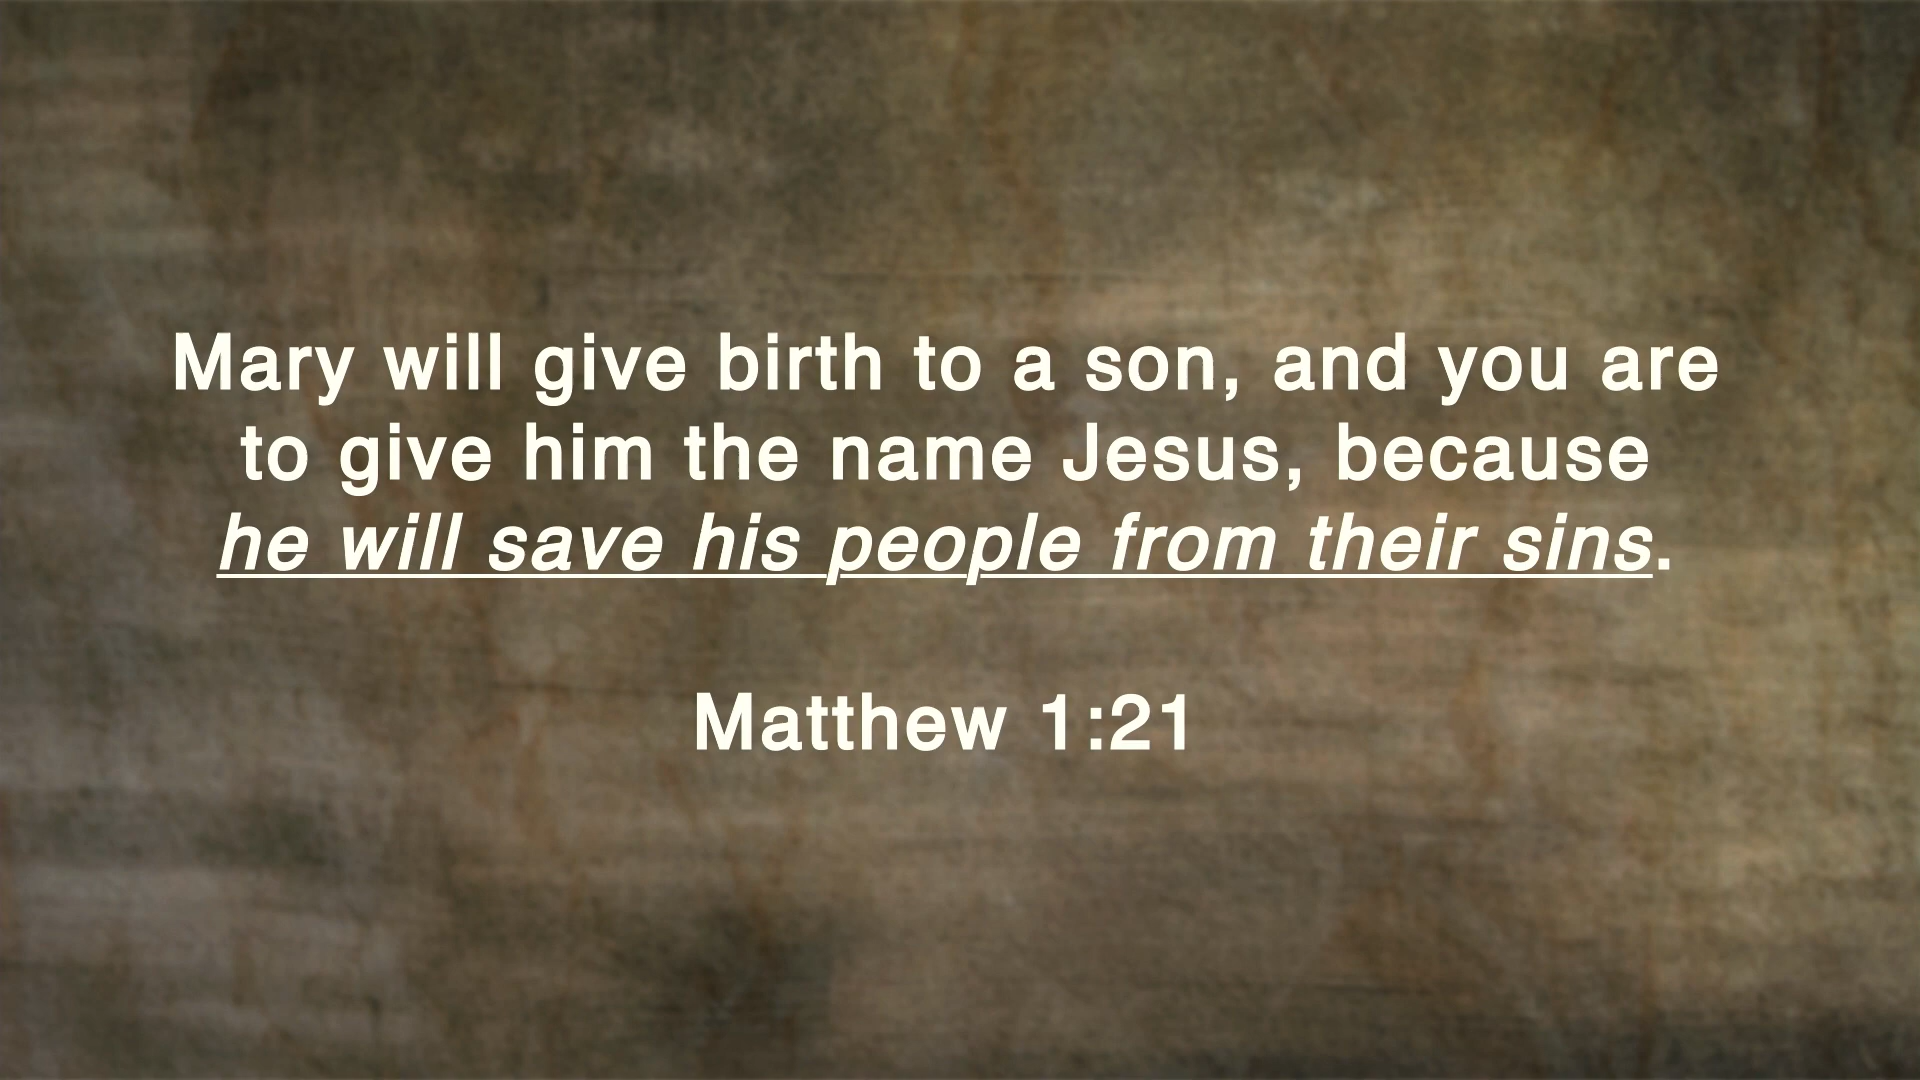 Mary will give birth to a son, and you are
to give him the name Jesus, because
he will save his people from their sins.
Matthew 1:21